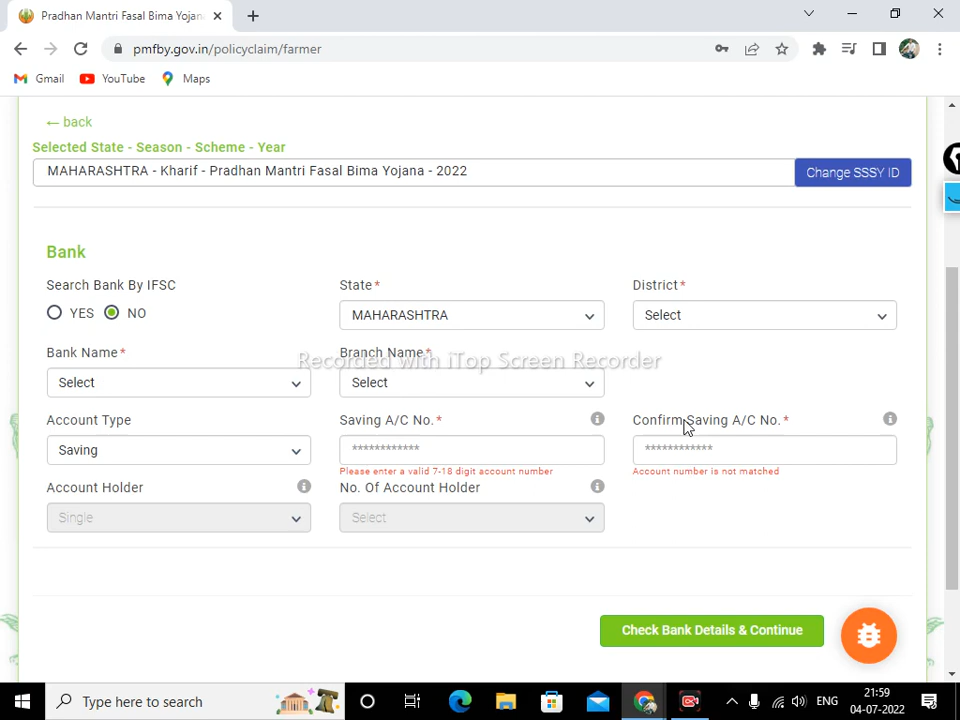 Pradhan Mantri Fasal Bima Yojan
pmfby.gov.in/policyclaim/farmer
Gmail YouTube Maps
← back
Selected State - Season - Scheme - Year
MAHARASHTRA - Kharif - Pradhan Mantri Fasal Bima Yojana - 2022 Change SSSY ID
Bank
Search Bank By IFSC State* District*
YES NO MAHARASHTRA Select
Bank Name* Branch Name*
Recorded with iTop Screen Recorder
Select Select
Account Type Saving A/C No.* Confirm Saving A/C No.*
Saving ************ ************
Please enter a valid 7-18 digit account number Account number is not matched
Account Holder No. Of Account Holder
Single Select
Check Bank Details & Continue
Type here to search
ENG
21:59
04-07-2022